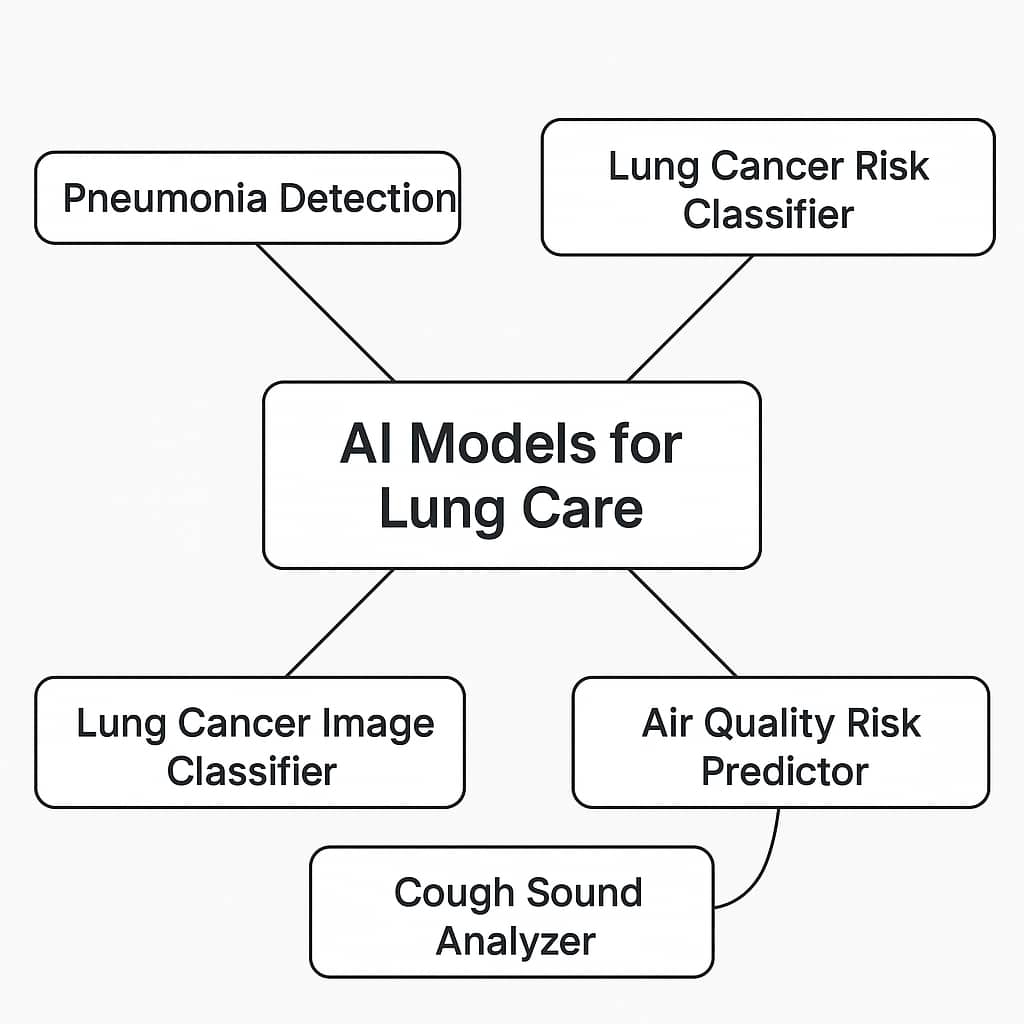 Pneumonia Detection
Lung Cancer Risk
Classifier
AI Models for
Lung Care
Lung Cancer Image
Classifier
Air Quality Risk
Predictor
Cough Sound
Analyzer